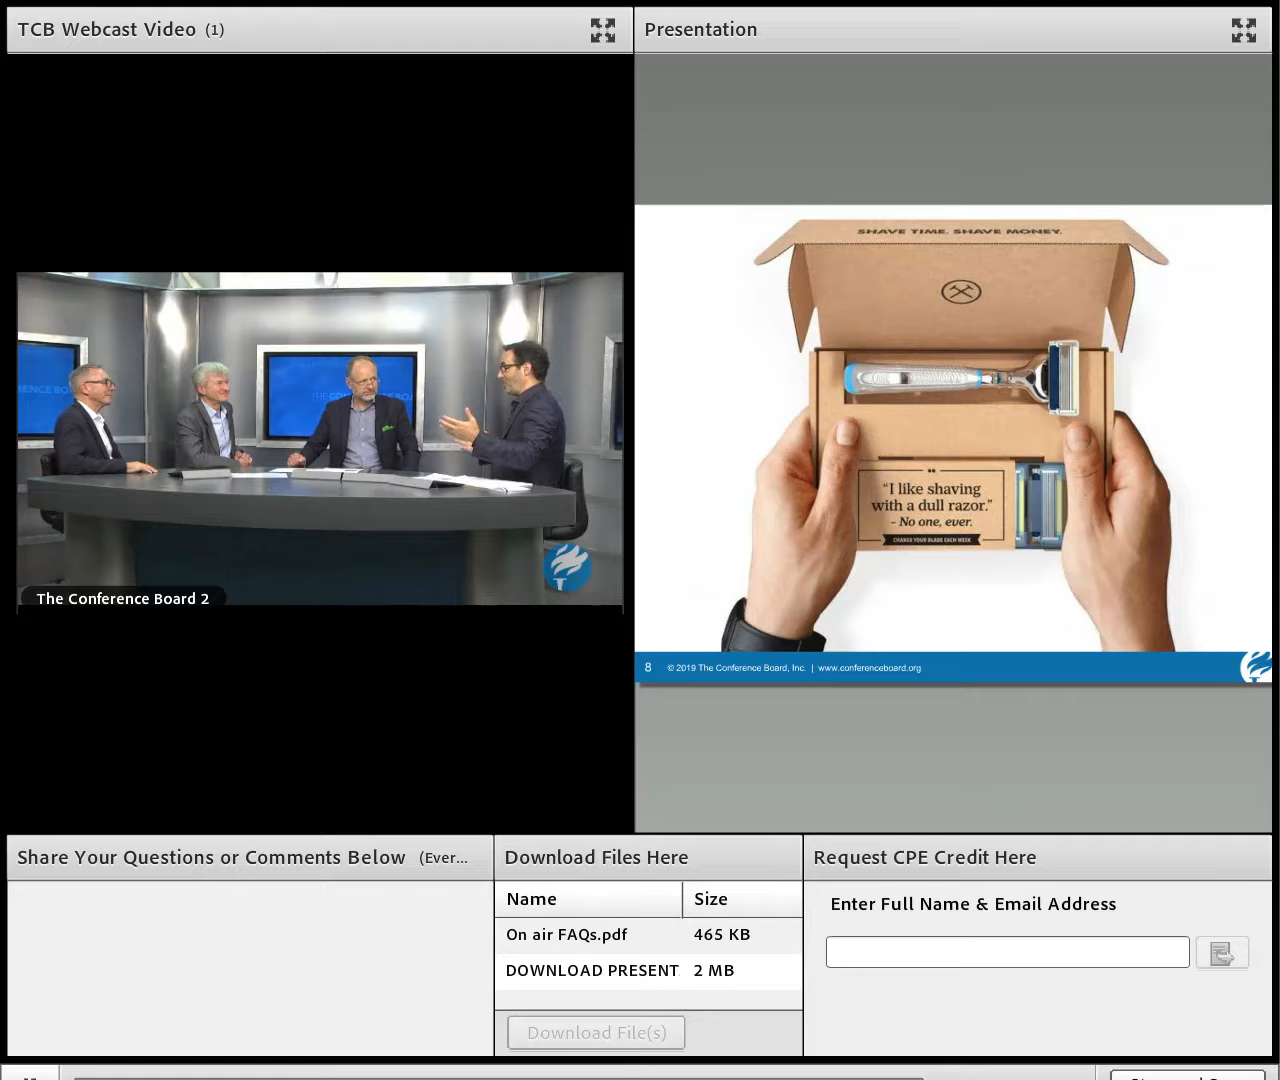 TCB Webcast Video (1)
Presentation
SHAVE TIME. SHAVE MONEY.
"I like shaving
with a dull razor."
- No one, ever.
CHANGE YOUR BLADE EACH WEEK
The Conference Board 2
8 © 2019 The Conference Board, Inc. | www.conferenceboard.org
Share Your Questions or Comments Below (Ever...
Download Files Here
Name Size
On air FAQs.pdf 465 KB
DOWNLOAD PRESENT 2 MB
Download File(s)
Request CPE Credit Here
Enter Full Name & Email Address